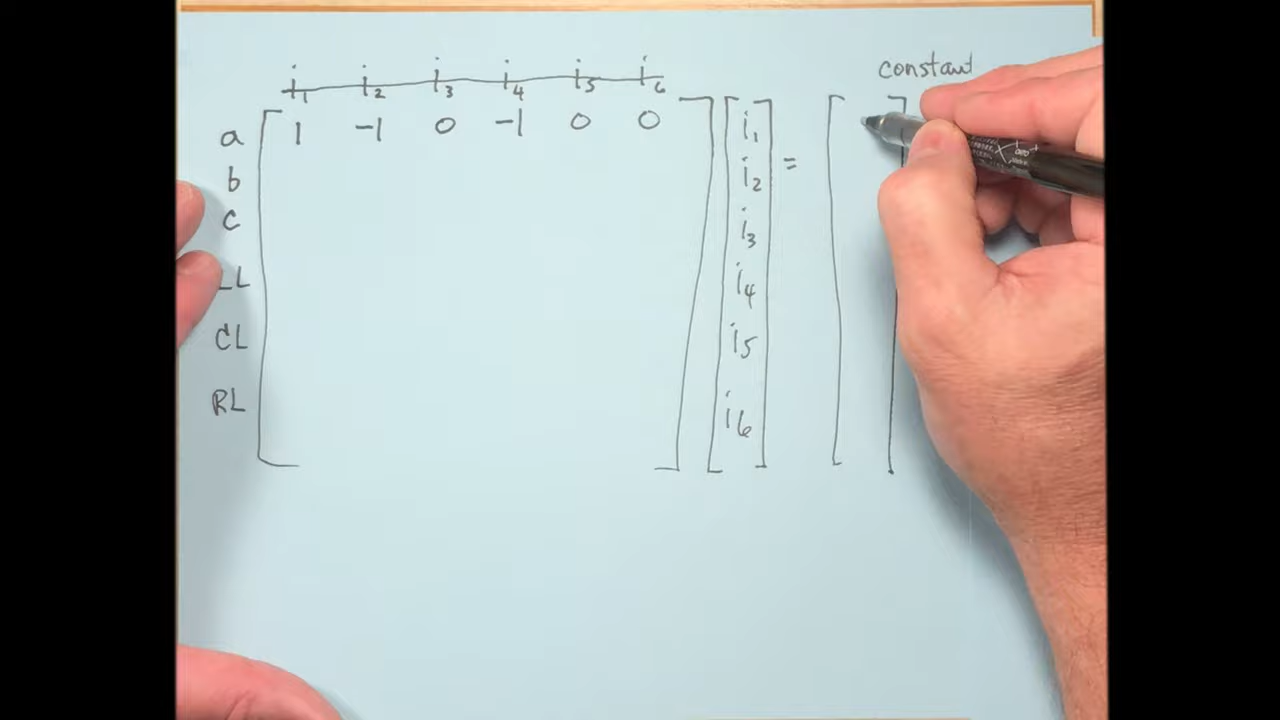 i₁ i₂ i₃ i₄ i₅ i₆ constant
a 1 -1 0 -1 0 0 i₁ =
b i₂
c i₃
LL i₄
CL i₅
RL i₆